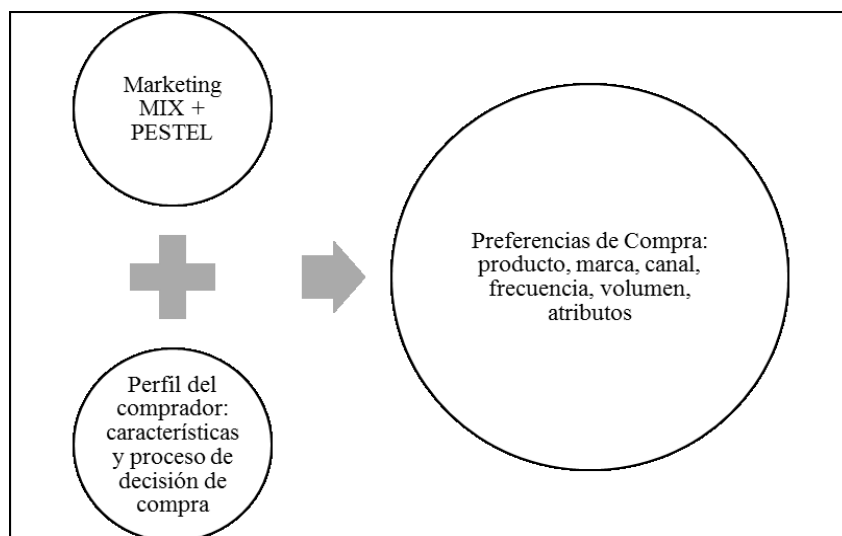 Marketing
MIX +
PESTEL
Perfil del
comprador:
características
y proceso de
decisión de
compra
Preferencias de Compra:
producto, marca, canal,
frecuencia, volumen,
atributos